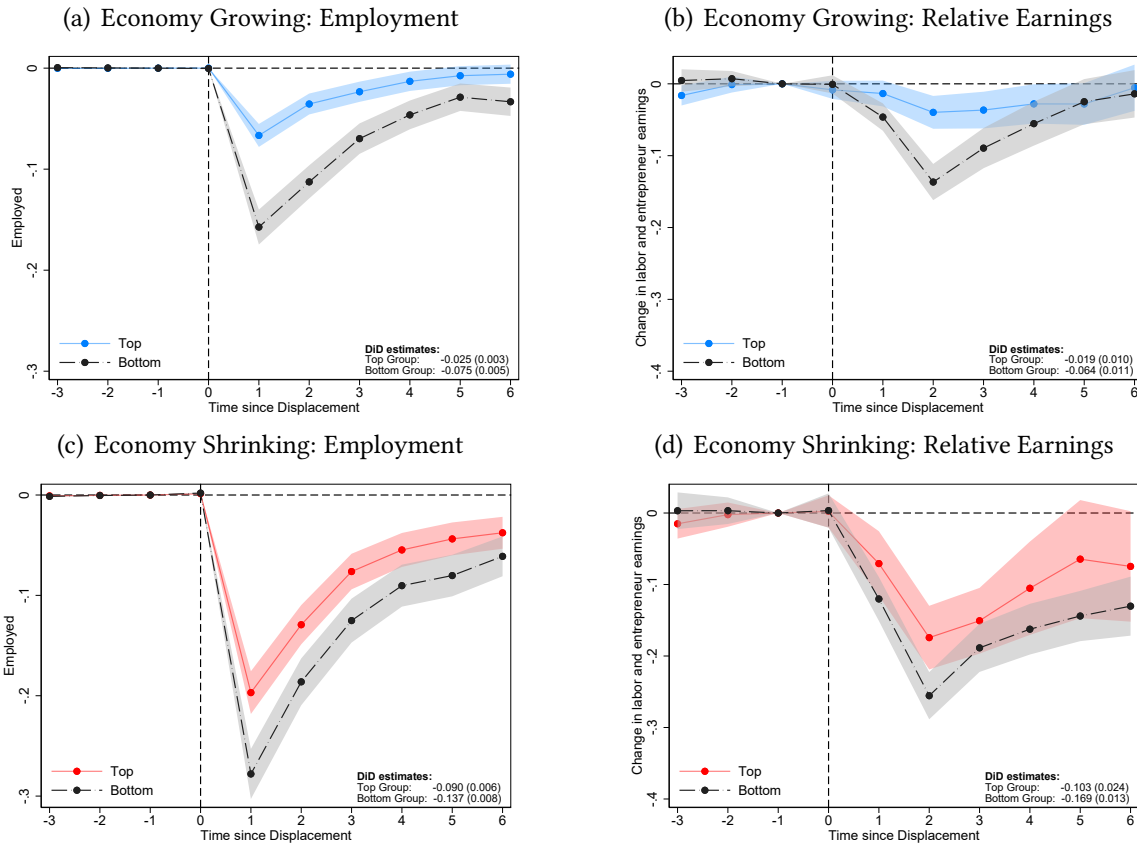 (a) Economy Growing: Employment
0
-.1
-.2
-.3
Employed
Top
Bottom
DiD estimates:
Top Group: -0.025 (0.003)
Bottom Group: -0.075 (0.005)
-3 -2 -1 0 1 2 3 4 5 6
Time since Displacement
(b) Economy Growing: Relative Earnings
0
-.1
-.2
-.3
-.4
Change in labor and entrepreneur earnings
Top
Bottom
DiD estimates:
Top Group: -0.019 (0.010)
Bottom Group: -0.064 (0.011)
-3 -2 -1 0 1 2 3 4 5 6
Time since Displacement
(c) Economy Shrinking: Employment
0
-.1
-.2
-.3
Employed
Top
Bottom
DiD estimates:
Top Group: -0.090 (0.006)
Bottom Group: -0.137 (0.008)
-3 -2 -1 0 1 2 3 4 5 6
Time since Displacement
(d) Economy Shrinking: Relative Earnings
0
-.1
-.2
-.3
-.4
Change in labor and entrepreneur earnings
Top
Bottom
DiD estimates:
Top Group: -0.103 (0.024)
Bottom Group: -0.169 (0.013)
-3 -2 -1 0 1 2 3 4 5 6
Time since Displacement